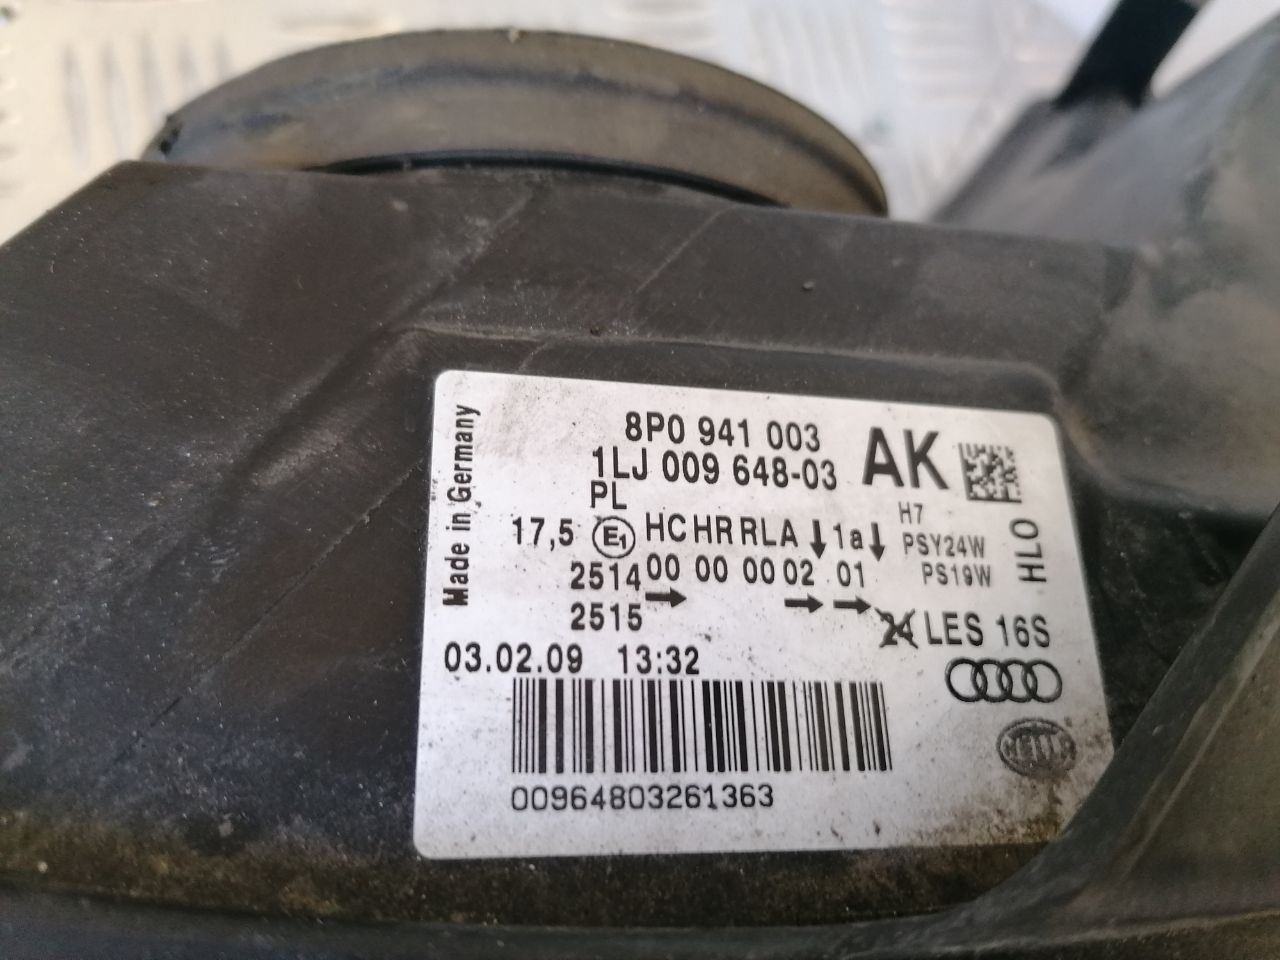 Made in Germany
8P0 941 003
1LJ 009 648-03
AK
PL
17,5 E1 HC HR RLA ↓ 1a ↓
H7
PSY24W
PS19W
HLO
2514 00 00 00 02 01
2515 → → →
24 LES 16S
03.02.09 13:32
00964803261363
HELLA